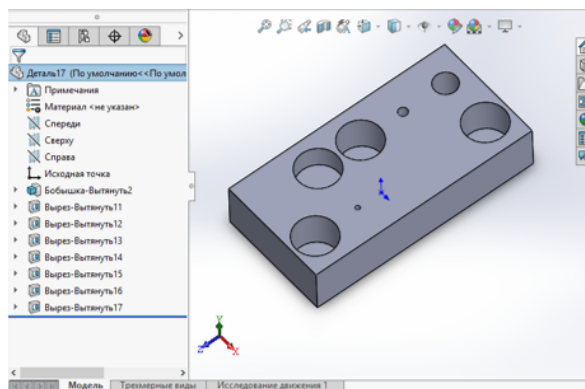 Деталь17 (По умолчанию<<По умол
Примечания
Материал <не указан>
Спереди
Сверху
Справа
Исходная точка
Бобышка-Вытянуть2
Вырез-Вытянуть11
Вырез-Вытянуть12
Вырез-Вытянуть13
Вырез-Вытянуть14
Вырез-Вытянуть15
Вырез-Вытянуть16
Вырез-Вытянуть17
Y
Z
X
Модель Трехмерные виды Исследование движения 1